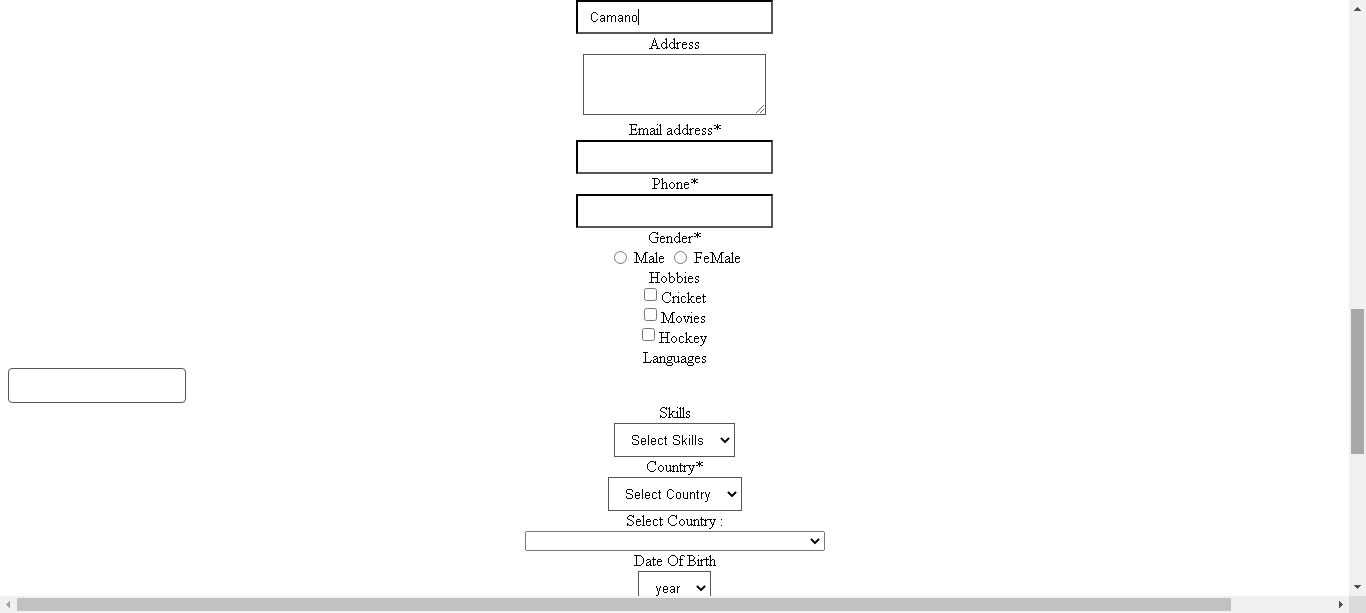 Camano
Address
Email address*
Phone*
Gender*
Male FeMale
Hobbies
Cricket
Movies
Hockey
Languages
Skills
Select Skills
Country*
Select Country
Select Country :
Date Of Birth
year